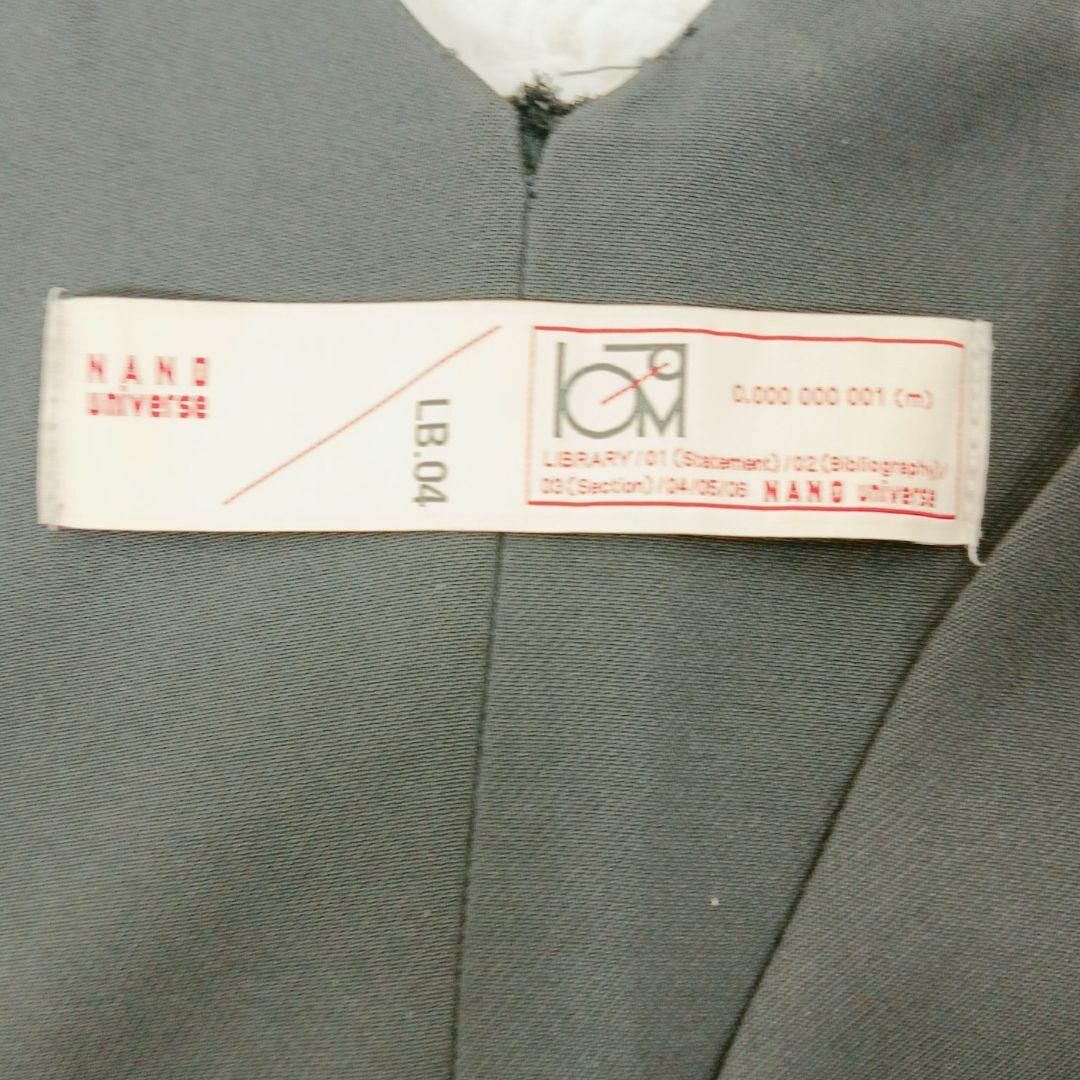 NANO
universe
LB.04
0.000 000 001 (m)
LIBRARY/01 (Statement)/02 (Bibliography)/
03 (Section)/04/05/06 NANO universe